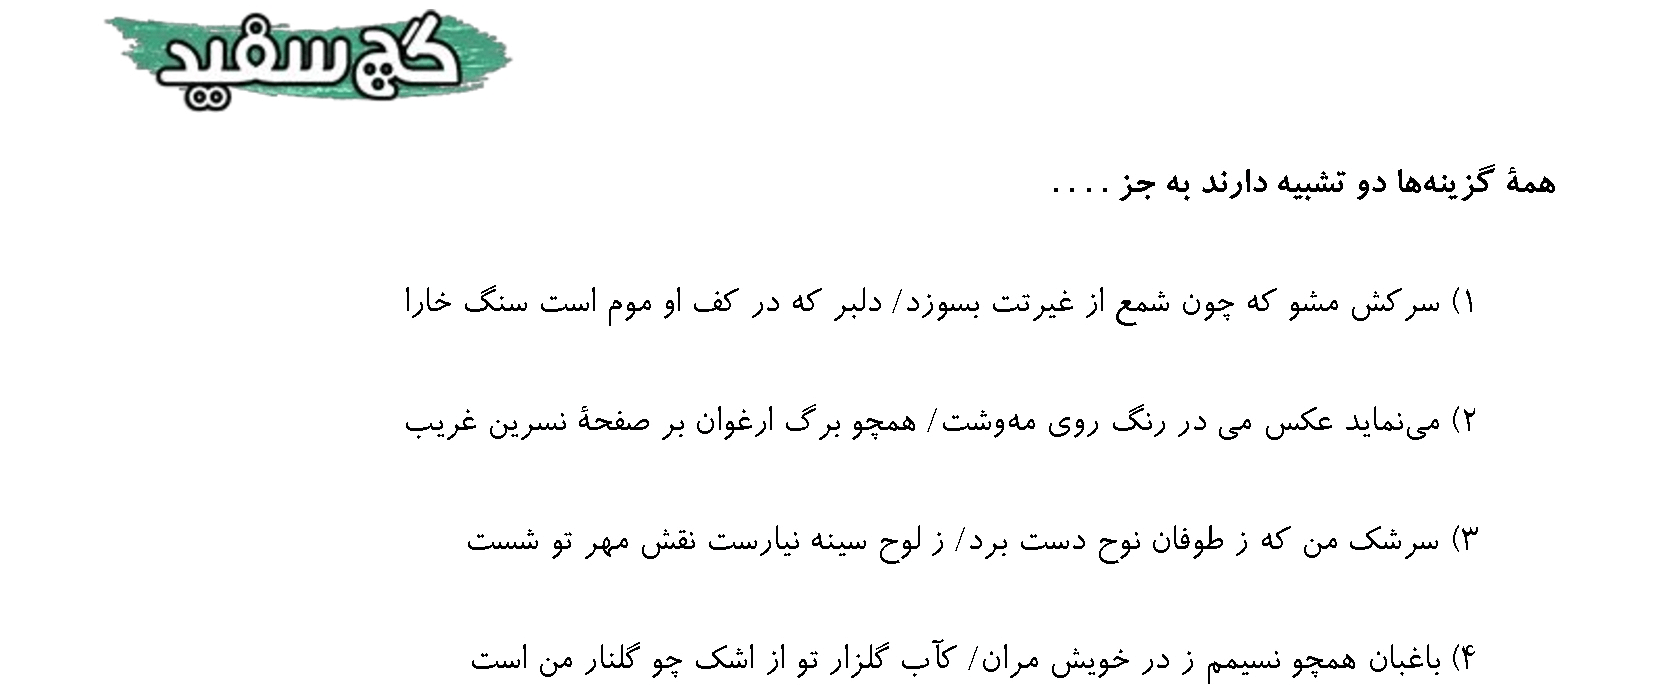 گچ سفید
همۀ گزینه‌ها دو تشبیه دارند به جز ....
۱) سرکش مشو که چون شمع از غیرتت بسوزد/ دلبر که در کف او موم است سنگ خارا
۲) می‌نماید عکس می در رنگ روی مه‌وشت/ همچو برگ ارغوان بر صفحۀ نسرین غریب
۳) سرشک من که ز طوفان نوح دست برد/ ز لوح سینه نیارست نقش مهر تو شست
۴) باغبان همچو نسیمم ز در خویش مران/ کآب گلزار تو از اشک چو گلنار من است